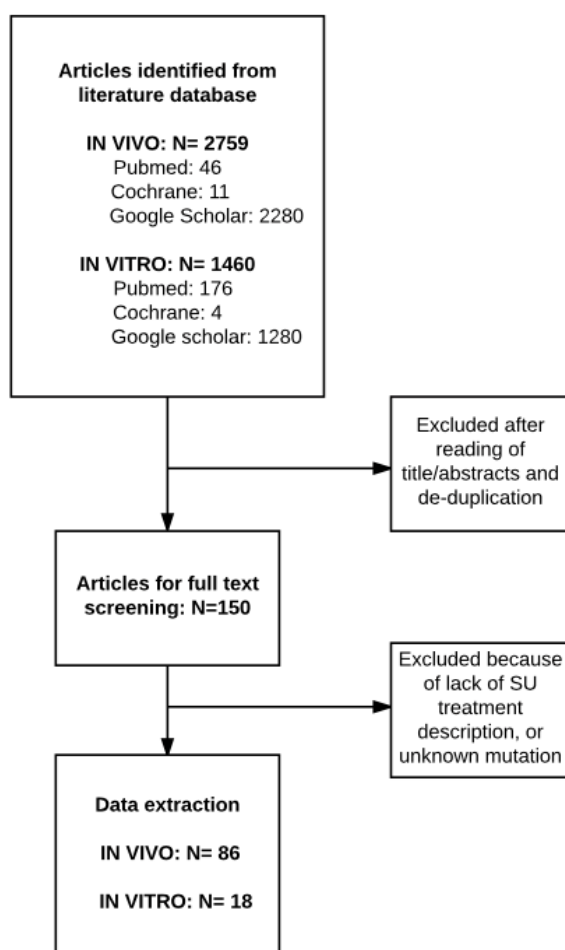 Articles identified from
literature database
IN VIVO: N= 2759
Pubmed: 46
Cochrane: 11
Google Scholar: 2280
IN VITRO: N= 1460
Pubmed: 176
Cochrane: 4
Google scholar: 1280
Excluded after
reading of
title/abstracts and
de-duplication
Articles for full text
screening: N=150
Excluded because
of lack of SU
treatment
description, or
unknown mutation
Data extraction
IN VIVO: N= 86
IN VITRO: N= 18